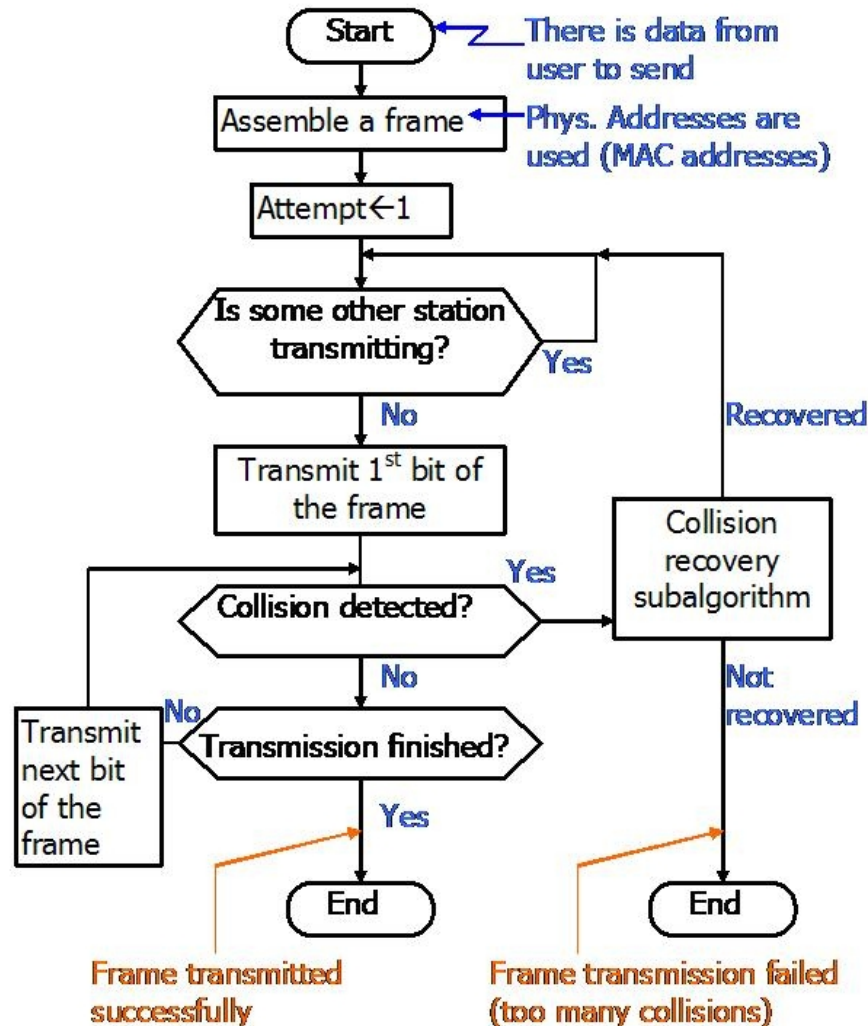 Start
There is data from
user to send
Assemble a frame
Phys. Addresses are
used (MAC addresses)
Attempt←1
Is some other station
transmitting?
Yes
No
Recovered
Transmit 1st bit of
the frame
Collision
recovery
subalgorithm
Yes
Collision detected?
No
Not
recovered
No
Transmit
next bit
of the
frame
Transmission finished?
Yes
End
End
Frame transmitted
successfully
Frame transmission failed
(too many collisions)